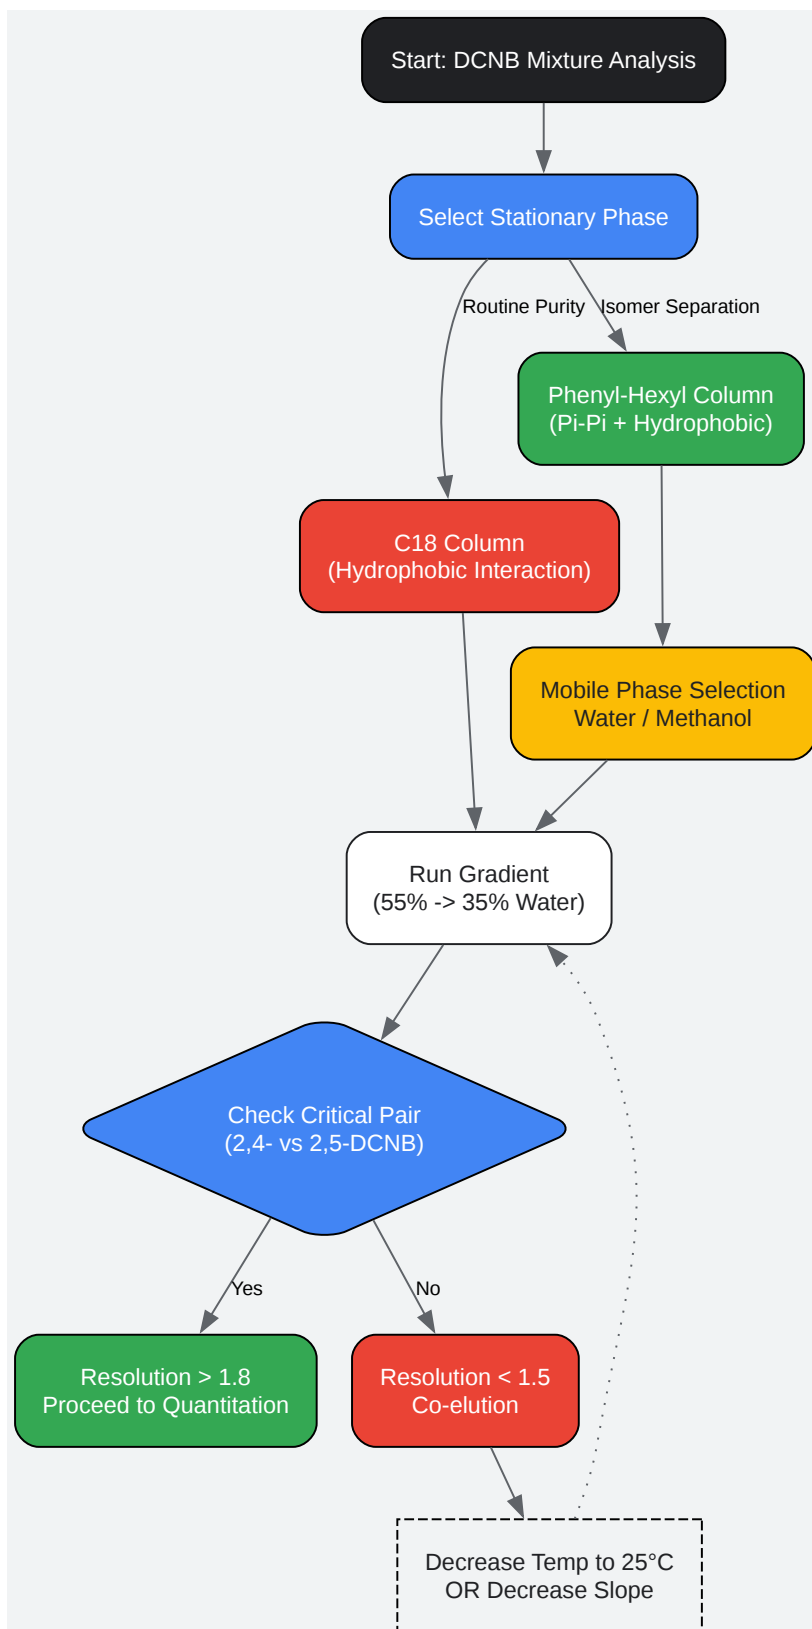 Start: DCNB Mixture Analysis
Select Stationary Phase
Routine Purity
Isomer Separation
Phenyl-Hexyl Column
(Pi-Pi + Hydrophobic)
C18 Column
(Hydrophobic Interaction)
Mobile Phase Selection
Water / Methanol
Run Gradient
(55% -> 35% Water)
Check Critical Pair
(2,4- vs 2,5-DCNB)
Yes
No
Resolution > 1.8
Proceed to Quantitation
Resolution < 1.5
Co-elution
Decrease Temp to 25°C
OR Decrease Slope